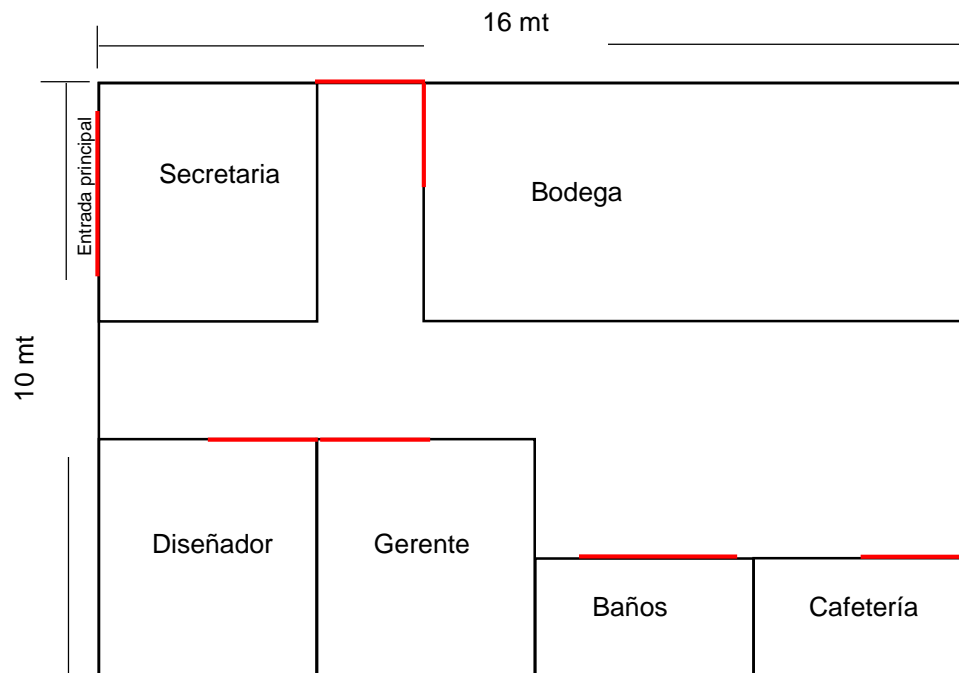 16 mt
Entrada principal
Secretaria
Bodega
10 mt
Diseñador
Gerente
Baños
Cafetería